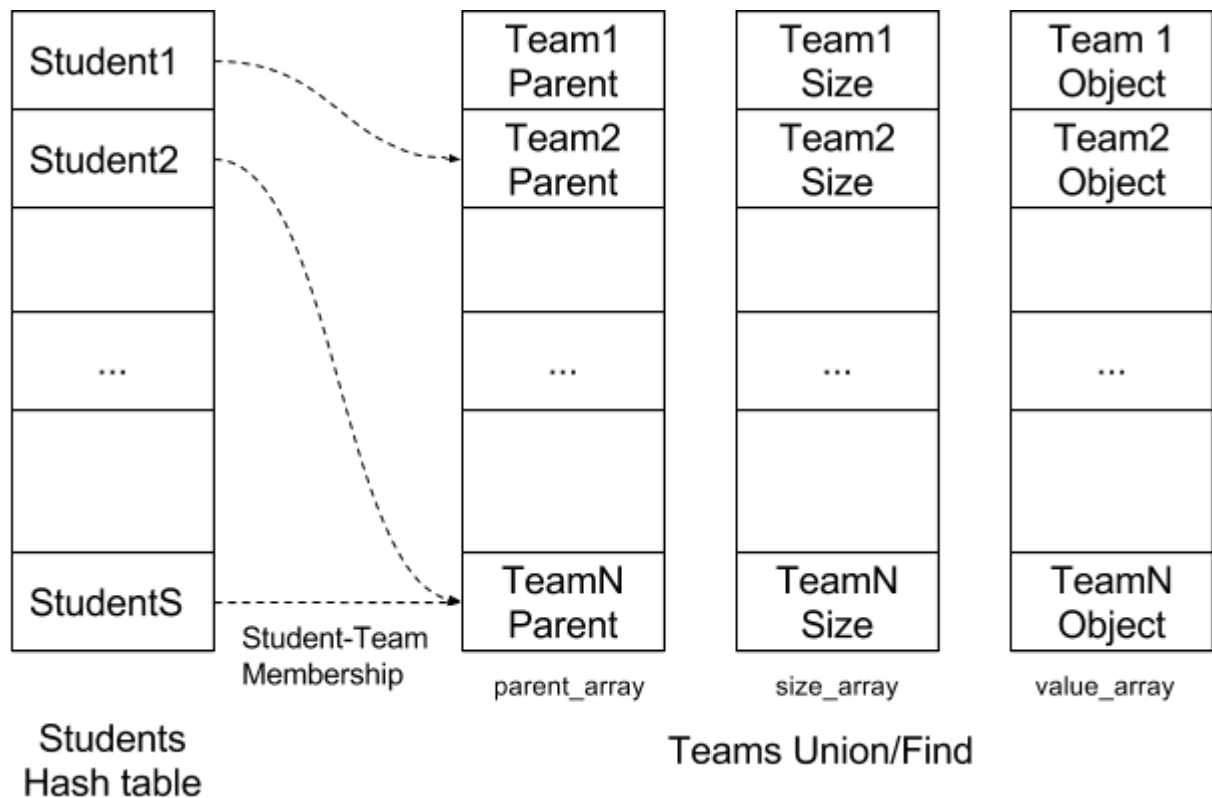 Student1
Student2
...
StudentS
Student-Team
Membership
Students
Hash table
Team1
Parent
Team2
Parent
...
TeamN
Parent
parent_array
Team1
Size
Team2
Size
...
TeamN
Size
size_array
Team 1
Object
Team2
Object
...
TeamN
Object
value_array
Teams Union/Find